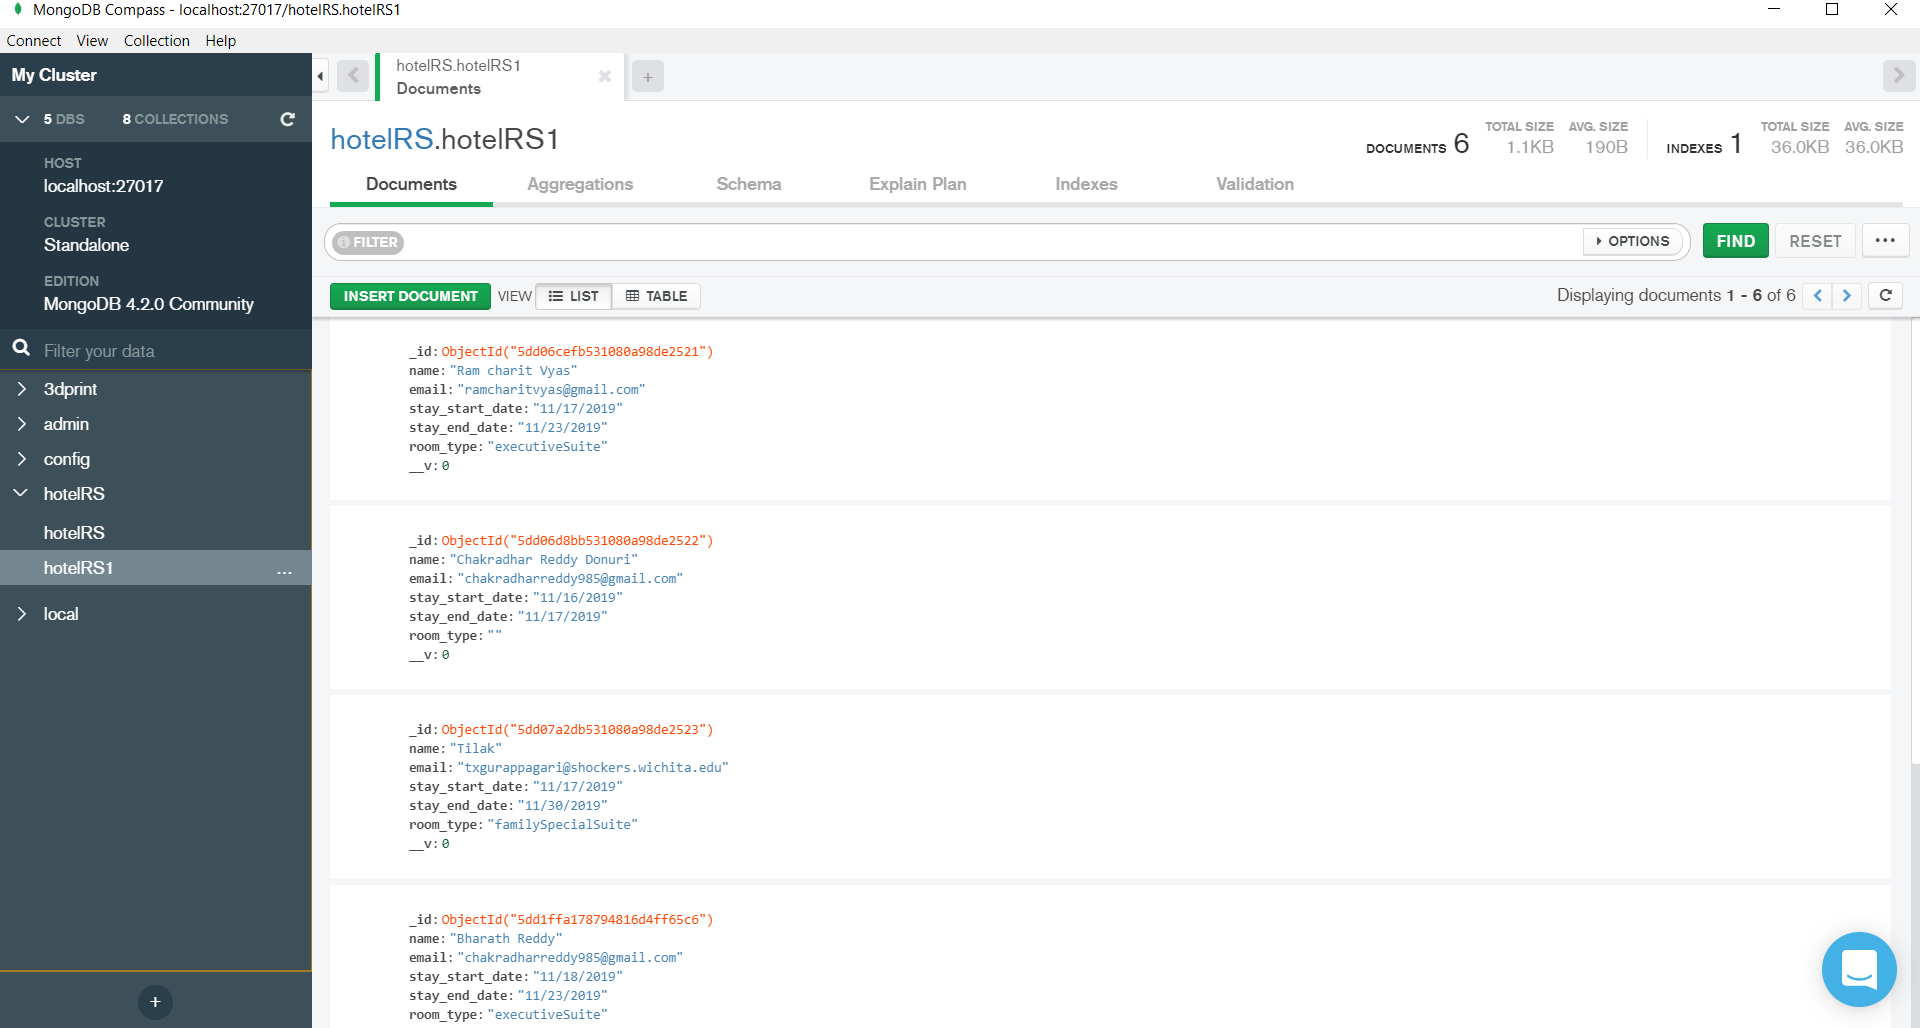 MongoDB Compass - localhost:27017/hotelRS.hotelRS1
Connect View Collection Help
My Cluster
5 DBS 8 COLLECTIONS
HOST
localhost:27017
CLUSTER
Standalone
EDITION
MongoDB 4.2.0 Community
Filter your data
3dprint
admin
config
hotelRS
hotelRS
hotelRS1 ...
local
+
hotelRS.hotelRS1
Documents
+
hotelRS.hotelRS1
DOCUMENTS 6 TOTAL SIZE 1.1KB AVG. SIZE 190B INDEXES 1 TOTAL SIZE 36.0KB AVG. SIZE 36.0KB
Documents Aggregations Schema Explain Plan Indexes Validation
FILTER OPTIONS FIND RESET ...
INSERT DOCUMENT VIEW LIST TABLE Displaying documents 1 - 6 of 6
_id: ObjectId("5dd06cefb531080a98de2521")
name: "Ram charit Vyas"
email: "ramcharitvyas@gmail.com"
stay_start_date: "11/17/2019"
stay_end_date: "11/23/2019"
room_type: "executiveSuite"
__v: 0
_id: ObjectId("5dd06d8bb531080a98de2522")
name: "Chakradhar Reddy Donuri"
email: "chakradharreddy985@gmail.com"
stay_start_date: "11/16/2019"
stay_end_date: "11/17/2019"
room_type: ""
__v: 0
_id: ObjectId("5dd07a2db531080a98de2523")
name: "Tilak"
email: "txgurappagari@shockers.wichita.edu"
stay_start_date: "11/17/2019"
stay_end_date: "11/30/2019"
room_type: "familySpecialSuite"
__v: 0
_id: ObjectId("5dd1ffa178794816d4ff65c6")
name: "Bharath Reddy"
email: "chakradharreddy985@gmail.com"
stay_start_date: "11/18/2019"
stay_end_date: "11/23/2019"
room_type: "executiveSuite"